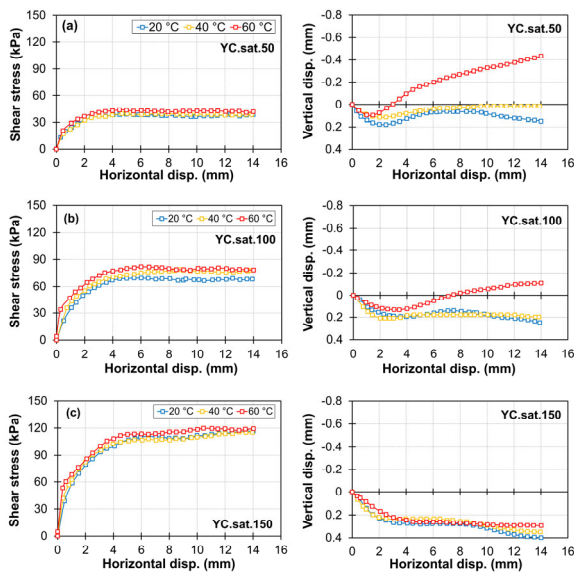 (a)
20 °C
40 °C
60 °C
YC.sat.50
Shear stress (kPa)
150
120
90
60
30
0
0 2 4 6 8 10 12 14 16
Horizontal disp. (mm)
YC.sat.50
Vertical disp. (mm)
-0.8
-0.6
-0.4
-0.2
0
0.2
0.4
0 2 4 6 8 10 12 14 16
Horizontal disp. (mm)
(b)
20 °C
40 °C
60 °C
YC.sat.100
Shear stress (kPa)
150
120
90
60
30
0
0 2 4 6 8 10 12 14 16
Horizontal disp. (mm)
YC.sat.100
Vertical disp. (mm)
-0.8
-0.6
-0.4
-0.2
0
0.2
0.4
0 2 4 6 8 10 12 14 16
Horizontal disp. (mm)
(c)
20 °C
40 °C
60 °C
YC.sat.150
Shear stress (kPa)
150
120
90
60
30
0
0 2 4 6 8 10 12 14 16
Horizontal disp. (mm)
YC.sat.150
Vertical disp. (mm)
-0.8
-0.6
-0.4
-0.2
0
0.2
0.4
0 2 4 6 8 10 12 14 16
Horizontal disp. (mm)